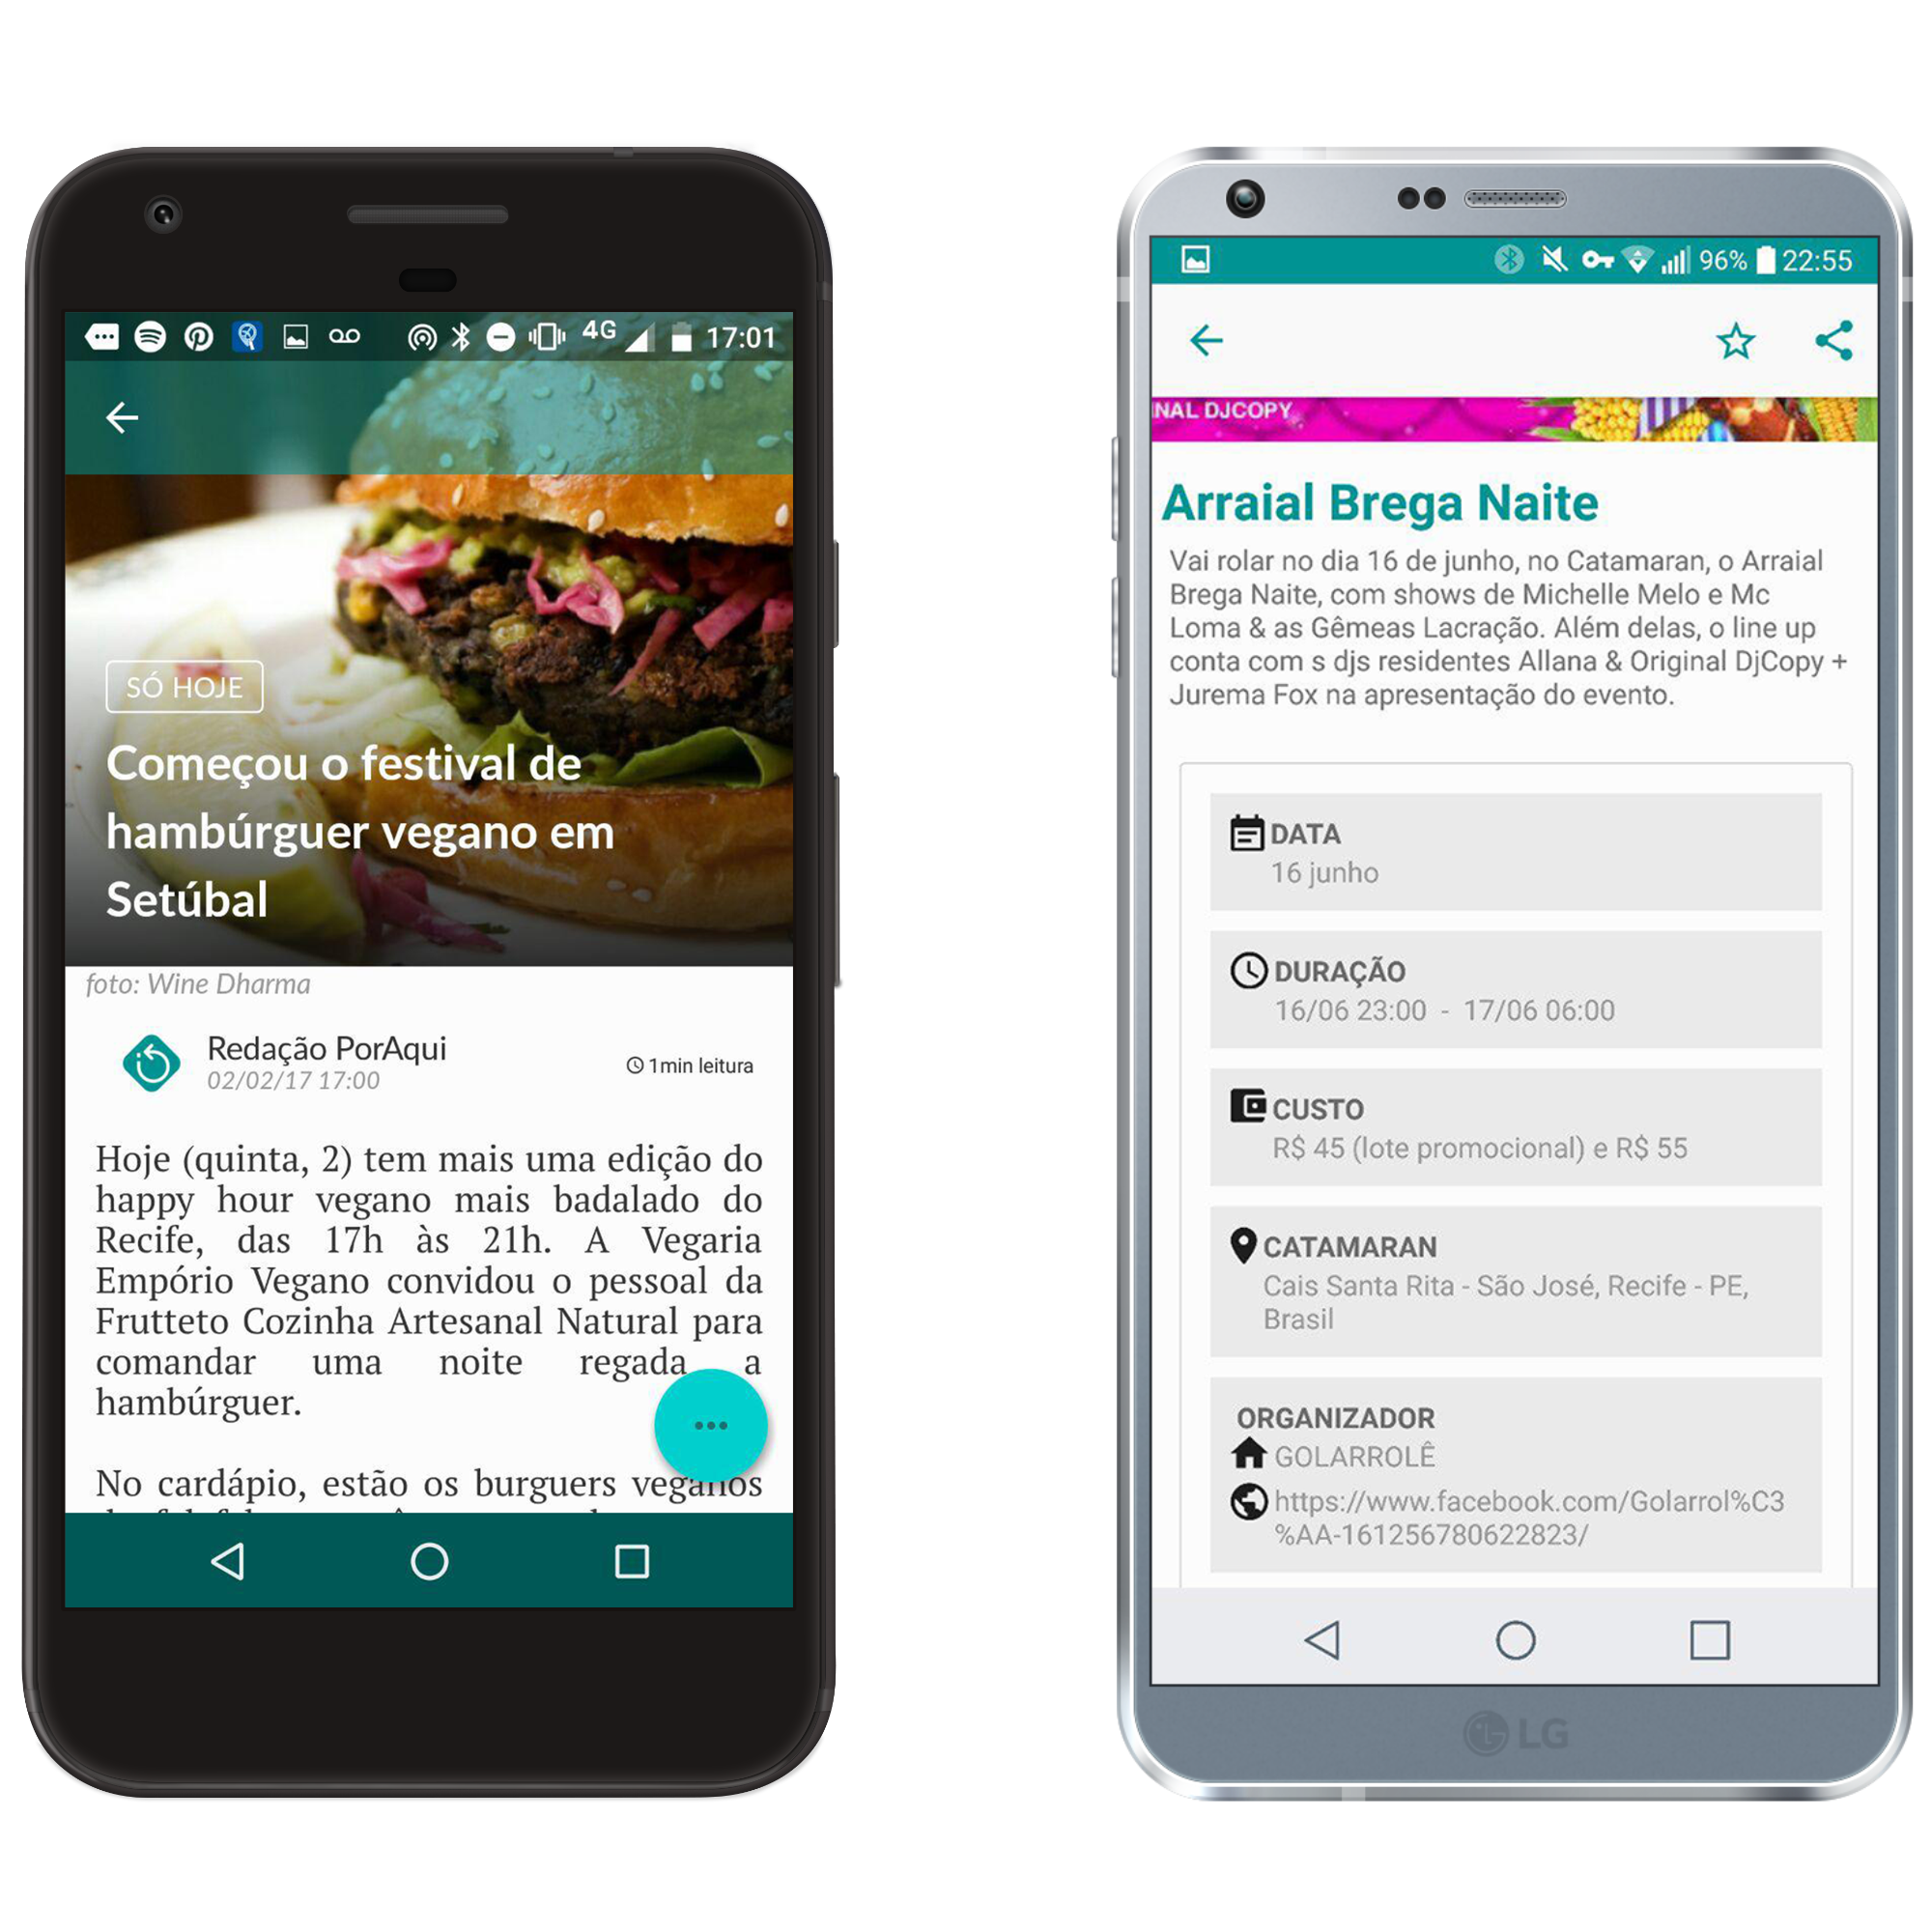 4G 17:01
SÓ HOJE
Começou o festival de
hambúrguer vegano em
Setúbal
foto: Wine Dharma
Redação PorAqui
02/02/17 17:00
1min leitura
Hoje (quinta, 2) tem mais uma edição do
happy hour vegano mais badalado do
Recife, das 17h às 21h. A Vegaria
Empório Vegano convidou o pessoal da
Frutteto Cozinha Artesanal Natural para
comandar uma noite regada a
hambúrguer.
No cardápio, estão os burguers veganos
96% 22:55
INAL DJCOPY
Arraial Brega Naite
Vai rolar no dia 16 de junho, no Catamaran, o Arraial
Brega Naite, com shows de Michelle Melo e Mc
Loma & as Gêmeas Lacração. Além delas, o line up
conta com s djs residentes Allana & Original DjCopy +
Jurema Fox na apresentação do evento.
DATA
16 junho
DURAÇÃO
16/06 23:00 - 17/06 06:00
CUSTO
R$ 45 (lote promocional) e R$ 55
CATAMARAN
Cais Santa Rita - São José, Recife - PE,
Brasil
ORGANIZADOR
GOLARROLÊ
https://www.facebook.com/Golarrol%C3
%AA-161256780622823/
LG